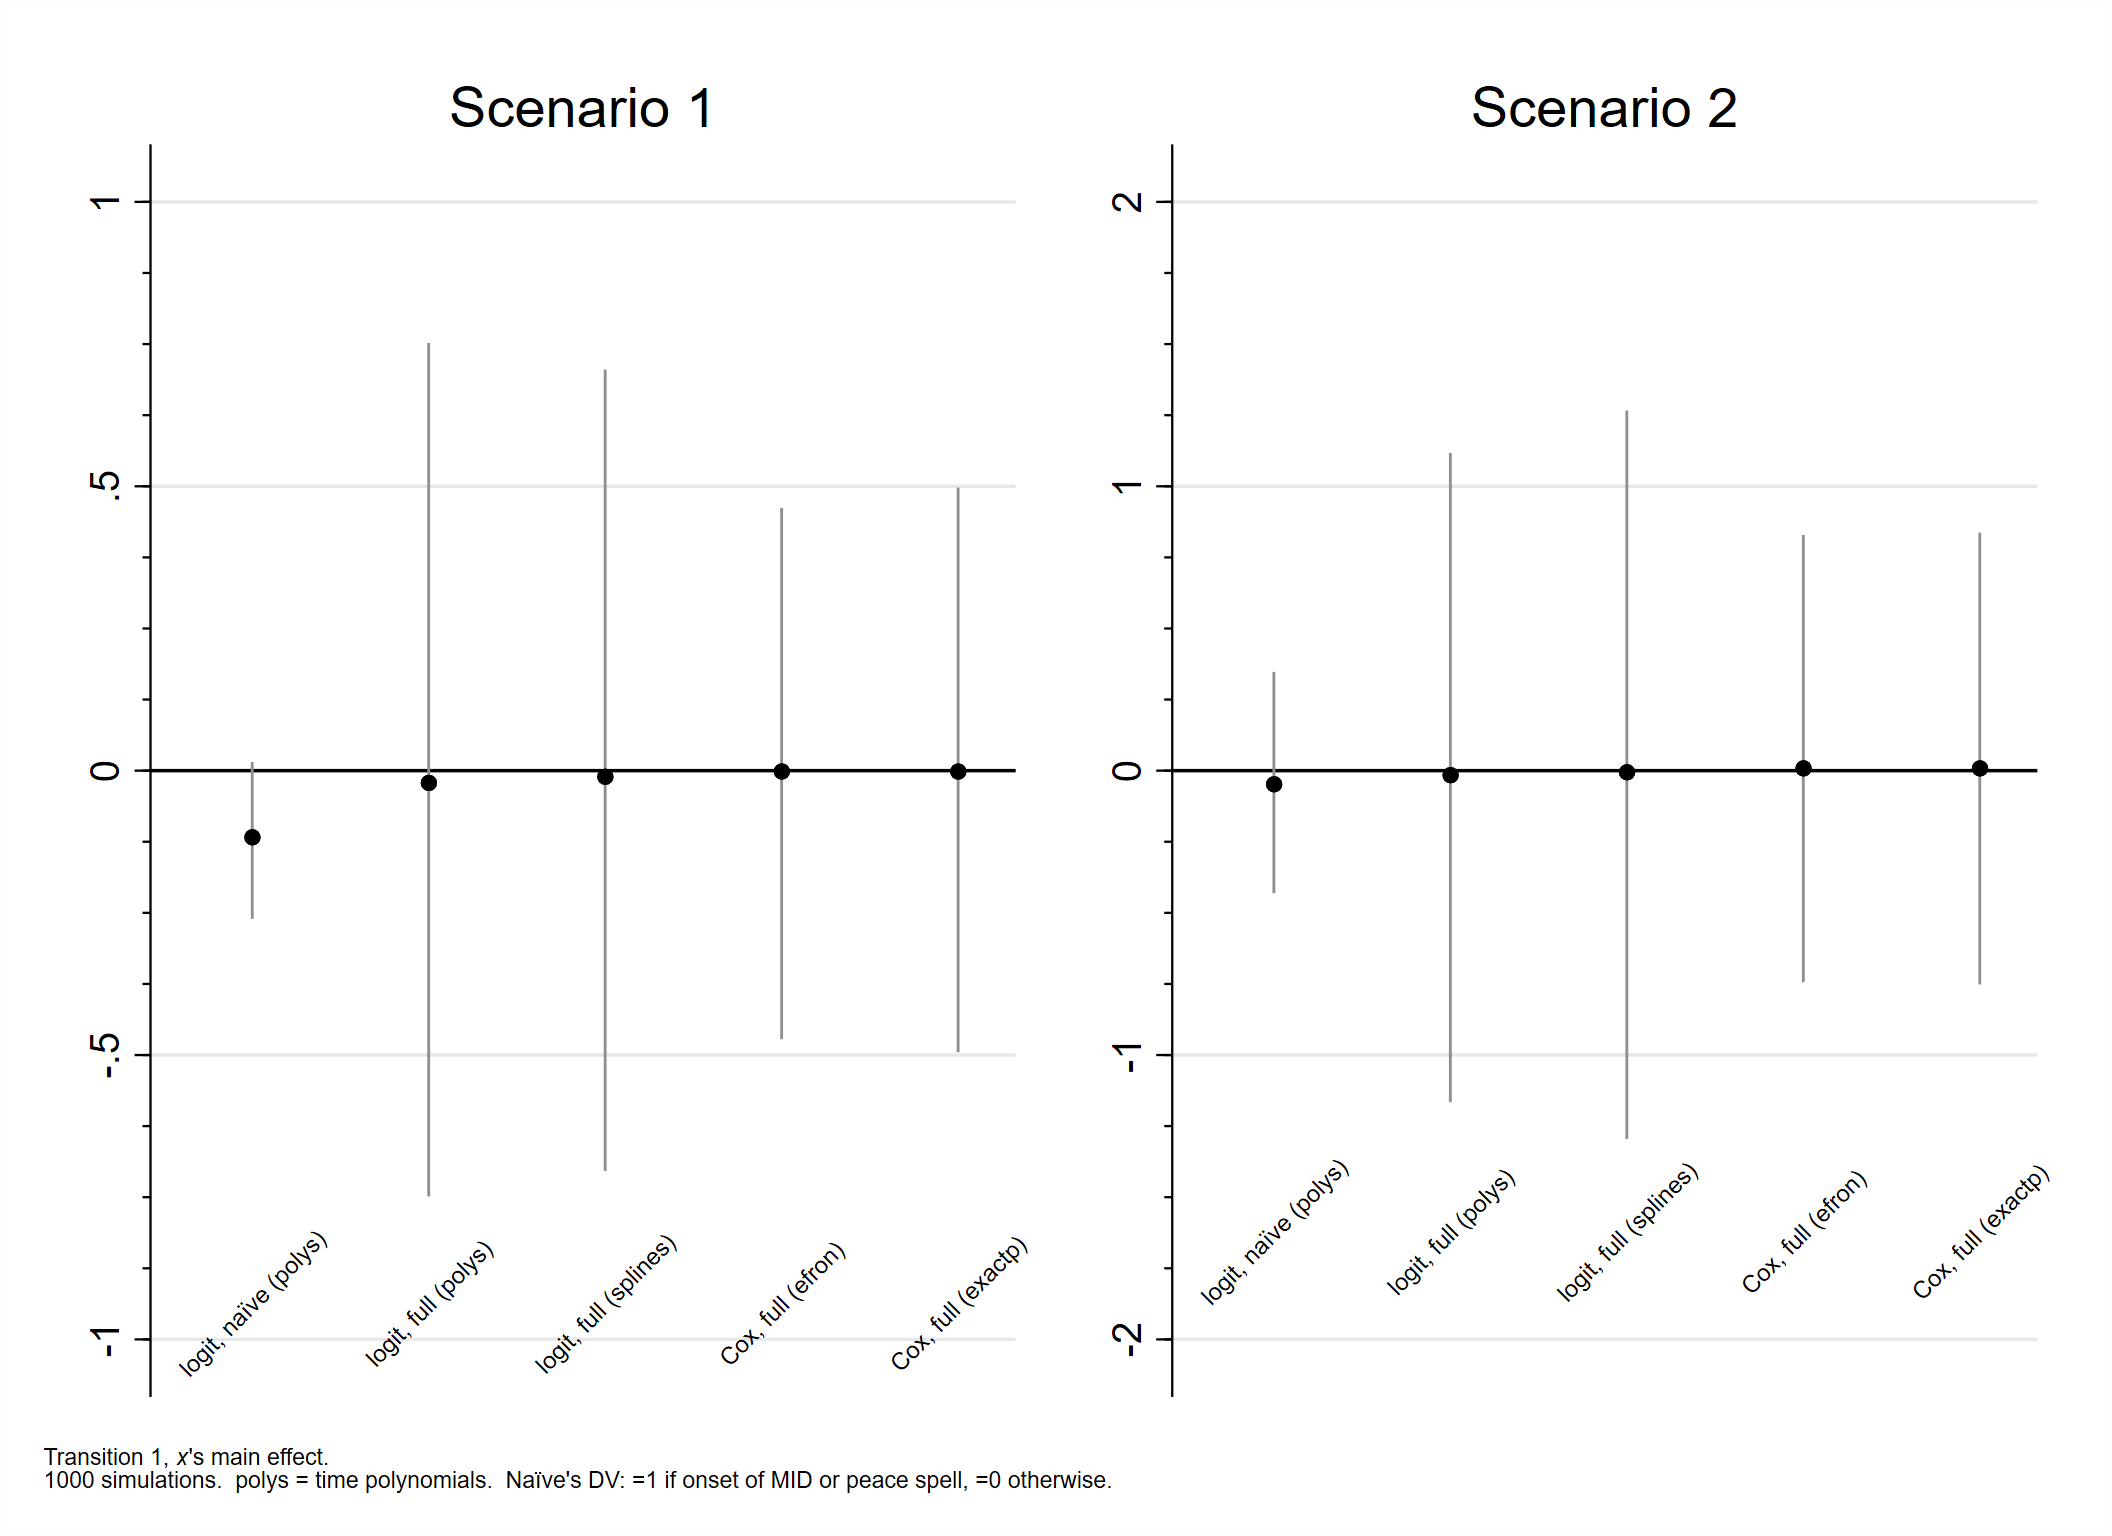 Scenario 1
1
.5
0
-.5
-1
logit, naïve (polys)
logit, full (polys)
logit, full (splines)
Cox, full (efron)
Cox, full (exactp)
Scenario 2
2
1
0
-1
-2
logit, naïve (polys)
logit, full (polys)
logit, full (splines)
Cox, full (efron)
Cox, full (exactp)
Transition 1, x's main effect.
1000 simulations.  polys = time polynomials.  Naïve's DV: =1 if onset of MID or peace spell, =0 otherwise.